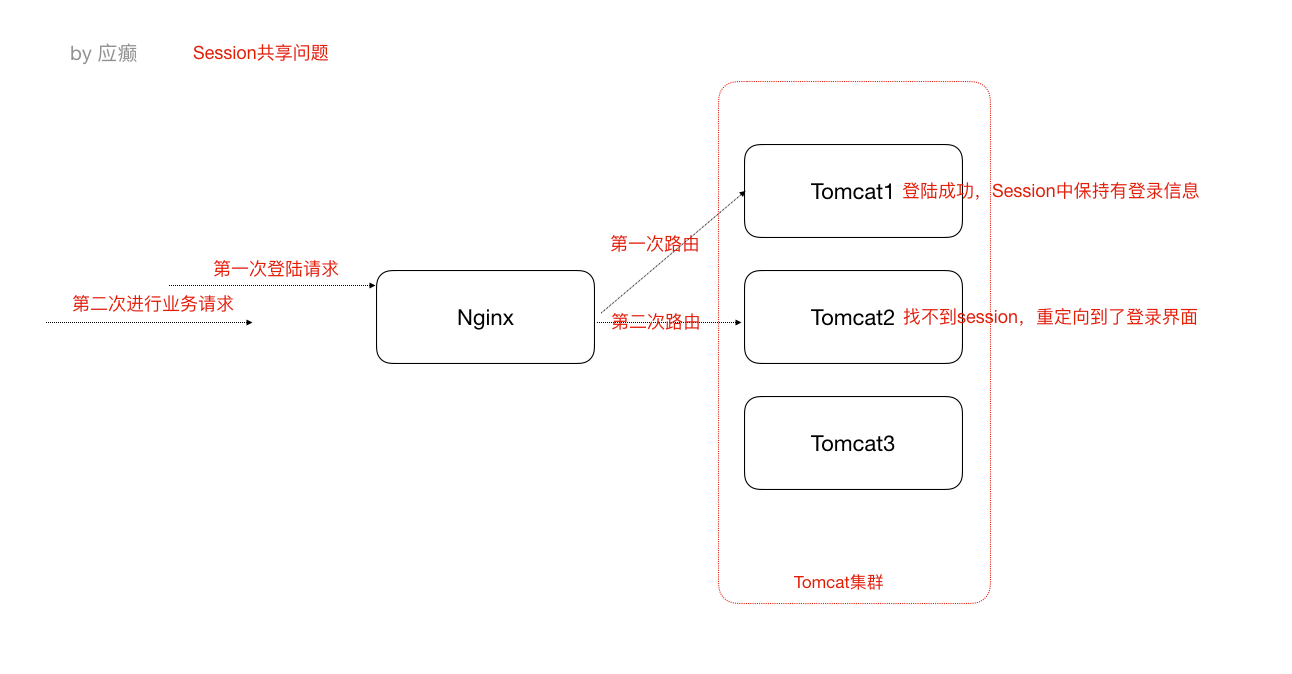 by 应癫
Session共享问题
Tomcat1
登陆成功，Session中保持有登录信息
第一次路由
第一次登陆请求
第二次进行业务请求
Nginx
第二次路由
Tomcat2
找不到session，重定向到了登录界面
Tomcat3
Tomcat集群